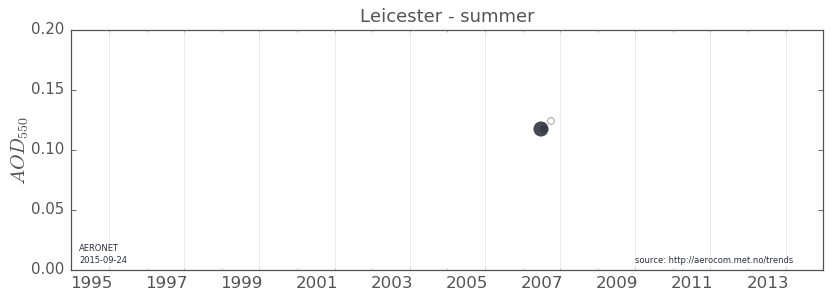 Leicester - summer
0.20
0.15
0.10
0.05
0.00
AOD550
AERONET
2015-09-24
source: http://aerocom.met.no/trends
1995 1997 1999 2001 2003 2005 2007 2009 2011 2013